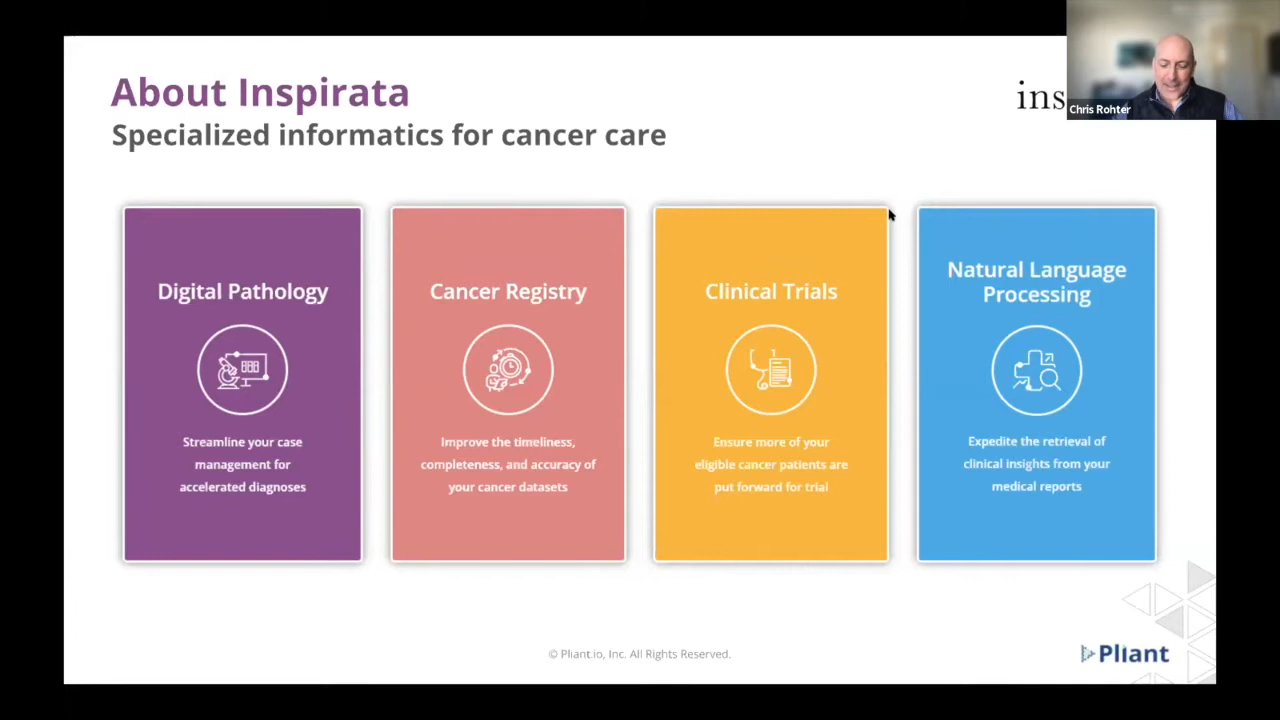 About Inspirata
Specialized informatics for cancer care
ins
Chris Rohter
Digital Pathology
Streamline your case
management for
accelerated diagnoses
Cancer Registry
Improve the timeliness,
completeness, and accuracy of
your cancer datasets
Clinical Trials
Ensure more of your
eligible cancer patients are
put forward for trial
Natural Language
Processing
Expedite the retrieval of
clinical insights from your
medical reports
© Pliant.io, Inc. All Rights Reserved.
Pliant